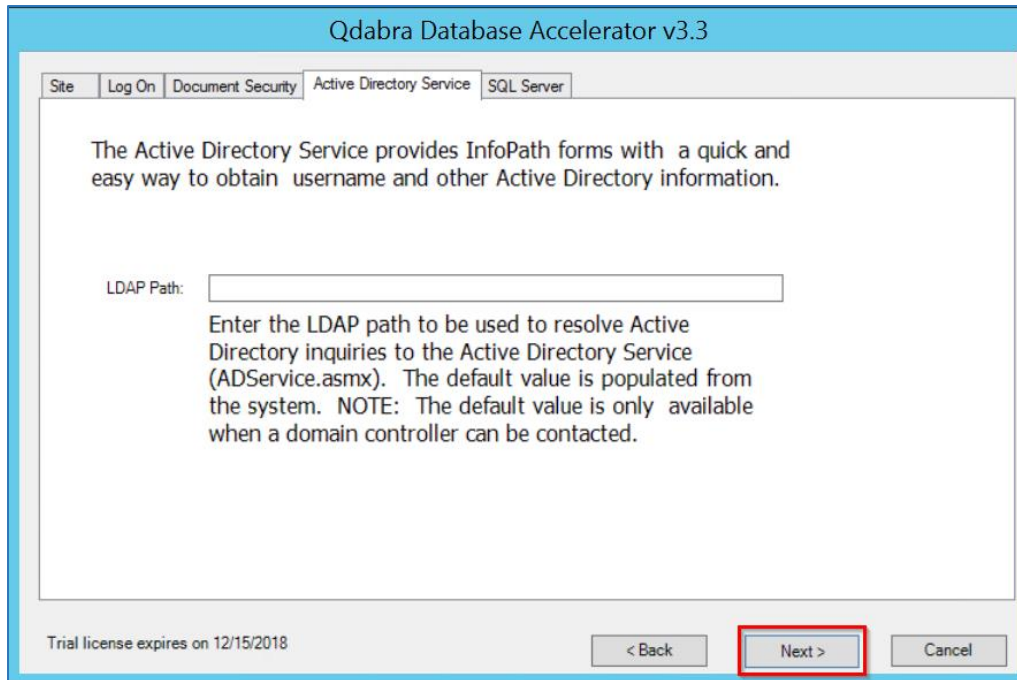 Qdabra Database Accelerator v3.3
Site Log On Document Security Active Directory Service SQL Server
The Active Directory Service provides InfoPath forms with a quick and
easy way to obtain username and other Active Directory information.
LDAP Path:
Enter the LDAP path to be used to resolve Active
Directory inquiries to the Active Directory Service
(ADService.asmx). The default value is populated from
the system. NOTE: The default value is only available
when a domain controller can be contacted.
Trial license expires on 12/15/2018
< Back Next > Cancel